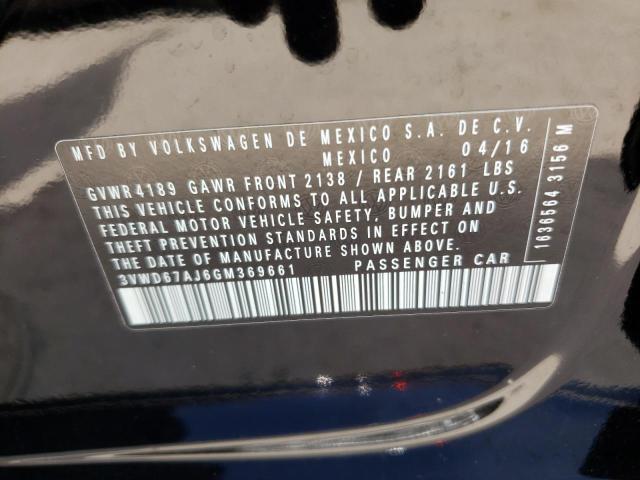 MFD BY VOLKSWAGEN DE MEXICO S.A. DE C.V.
MEXICO 04/16
GVWR 4189 GAWR FRONT 2138 / REAR 2161 LBS
THIS VEHICLE CONFORMS TO ALL APPLICABLE U.S.
FEDERAL MOTOR VEHICLE SAFETY. BUMPER AND
THEFT PREVENTION STANDARDS IN EFFECT ON
THE DATE OF MANUFACTURE SHOWN ABOVE.
3VWD67AJ6GM369661 PASSENGER CAR
1636564 3156 M